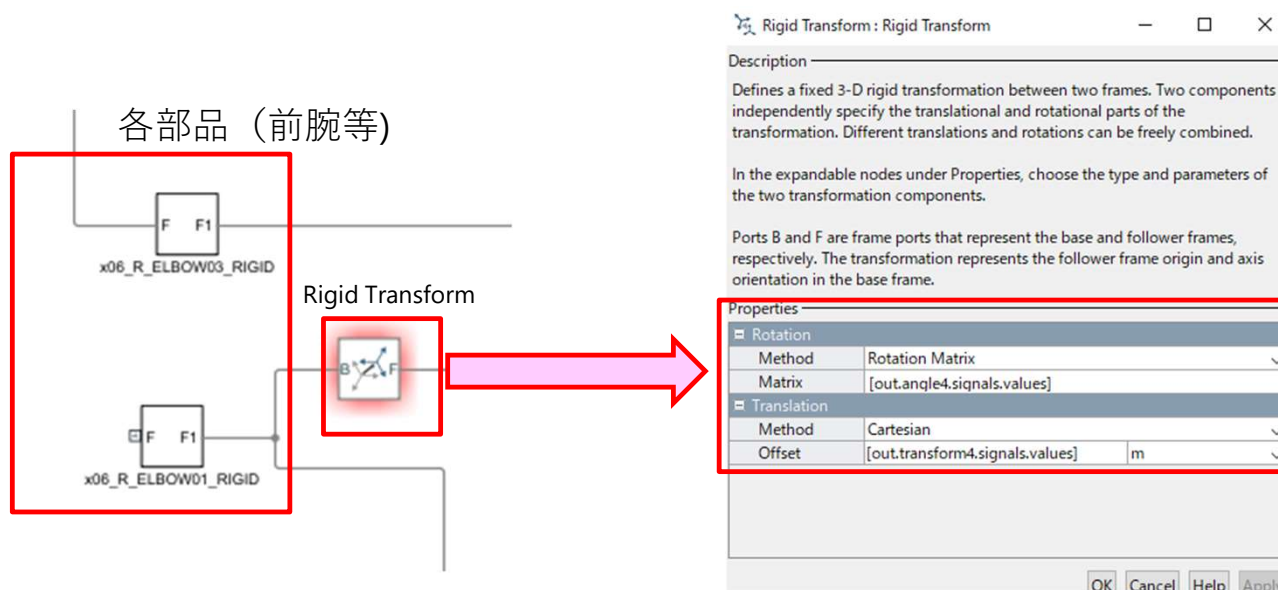 各部品（前腕等)
F F1
x06_R_ELBOW03_RIGID
Rigid Transform
B F
F F1
x06_R_ELBOW01_RIGID
Rigid Transform : Rigid Transform
Description
Defines a fixed 3-D rigid transformation between two frames. Two components
independently specify the translational and rotational parts of the
transformation. Different translations and rotations can be freely combined.
In the expandable nodes under Properties, choose the type and parameters of
the two transformation components.
Ports B and F are frame ports that represent the base and follower frames,
respectively. The transformation represents the follower frame origin and axis
orientation in the base frame.
Properties
Rotation
Method Rotation Matrix
Matrix [out.angle4.signals.values]
Translation
Method Cartesian
Offset [out.transform4.signals.values] m
OK Cancel Help Apply